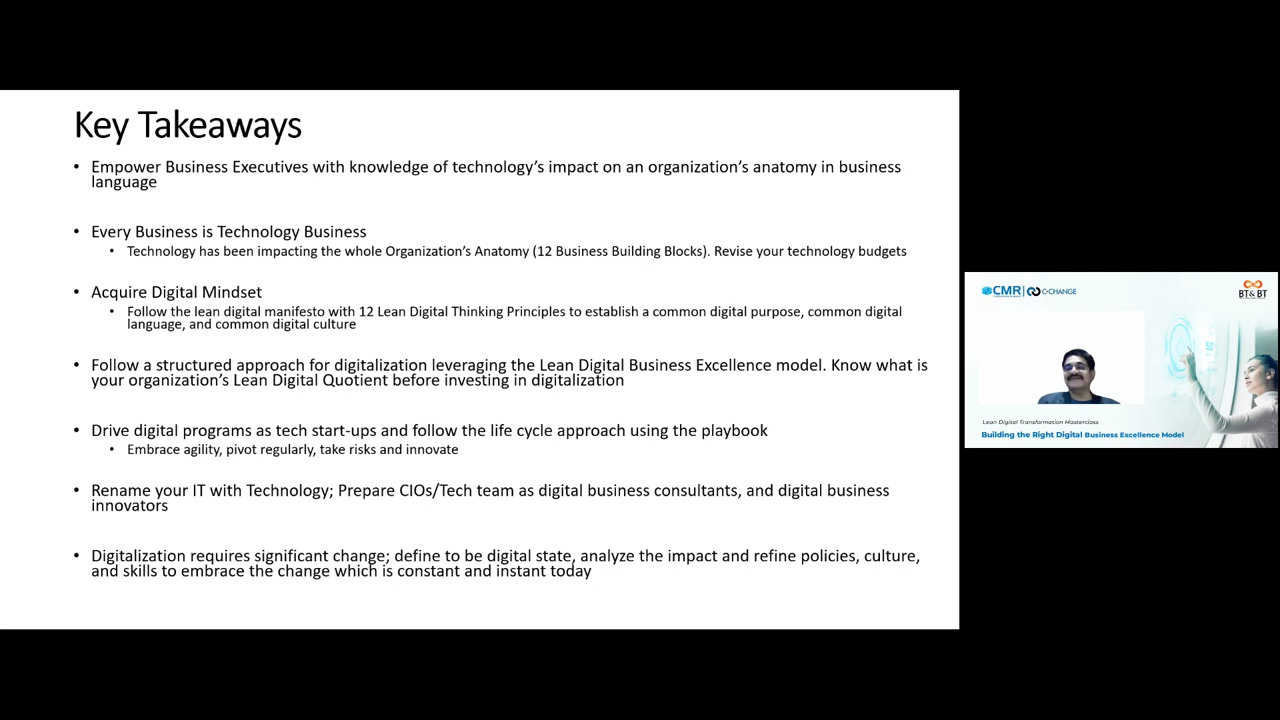 Key Takeaways
• Empower Business Executives with knowledge of technology's impact on an organization's anatomy in business
language
• Every Business is Technology Business
• Technology has been impacting the whole Organization's Anatomy (12 Business Building Blocks). Revise your technology budgets
• Acquire Digital Mindset
• Follow the lean digital manifesto with 12 Lean Digital Thinking Principles to establish a common digital purpose, common digital
language, and common digital culture
• Follow a structured approach for digitalization leveraging the Lean Digital Business Excellence model. Know what is
your organization's Lean Digital Quotient before investing in digitalization
• Drive digital programs as tech start-ups and follow the life cycle approach using the playbook
• Embrace agility, pivot regularly, take risks and innovate
• Rename your IT with Technology; Prepare CIOs/Tech team as digital business consultants, and digital business
innovators
• Digitalization requires significant change; define to be digital state, analyze the impact and refine policies, culture,
and skills to embrace the change which is constant and instant today
CMR | C-CHANGE
BT&BT
Lean Digital Transformation Masterclass
Building the Right Digital Business Excellence Model